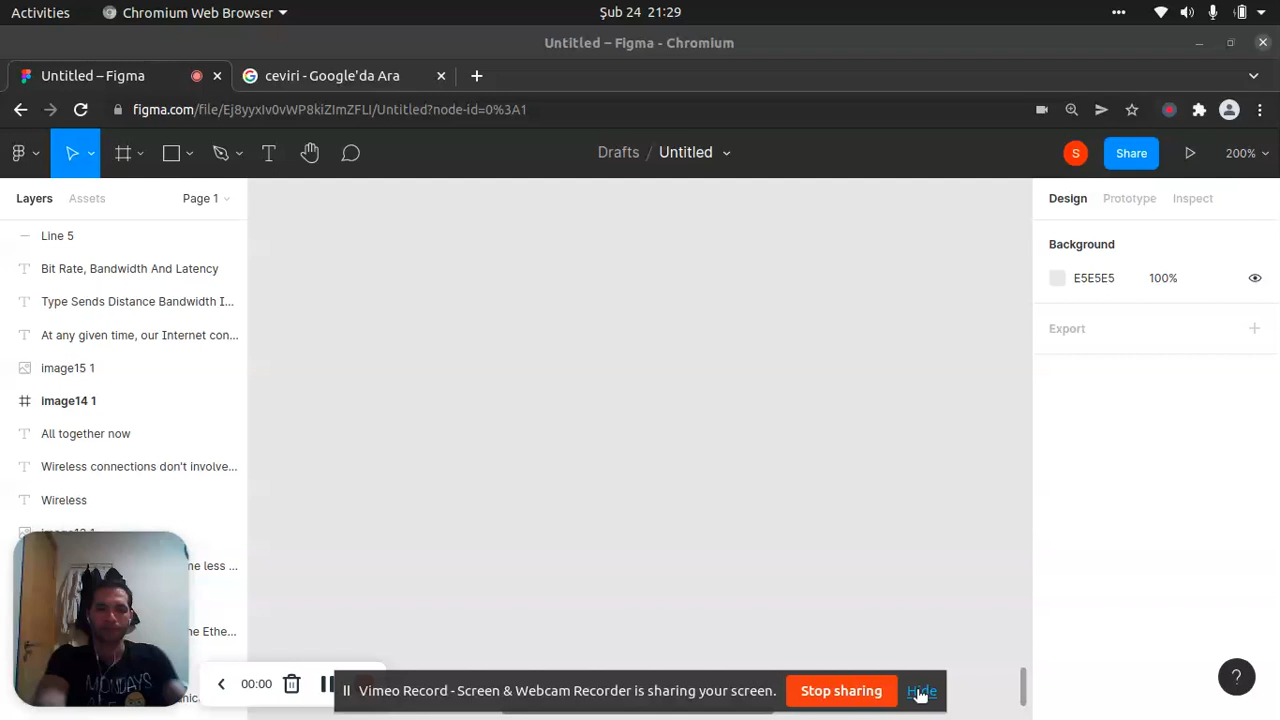 Activities
Chromium Web Browser
Şub 24 21:29
Untitled – Figma - Chromium
Untitled – Figma
ceviri - Google'da Ara
figma.com/file/Ej8yyxIv0vWP8kiZImZFLI/Untitled?node-id=0%3A1
Drafts / Untitled
S
Share
200%
Layers
Assets
Page 1
Design
Prototype
Inspect
Line 5
Background
Bit Rate, Bandwidth And Latency
E5E5E5
100%
Type Sends Distance Bandwidth I...
Export
At any given time, our Internet con...
image15 1
image14 1
All together now
Wireless connections don't involve...
Wireless
ne less ...
ne Ethe...
MONDAYS
00:00
Vimeo Record - Screen & Webcam Recorder is sharing your screen.
Stop sharing
Hide
?